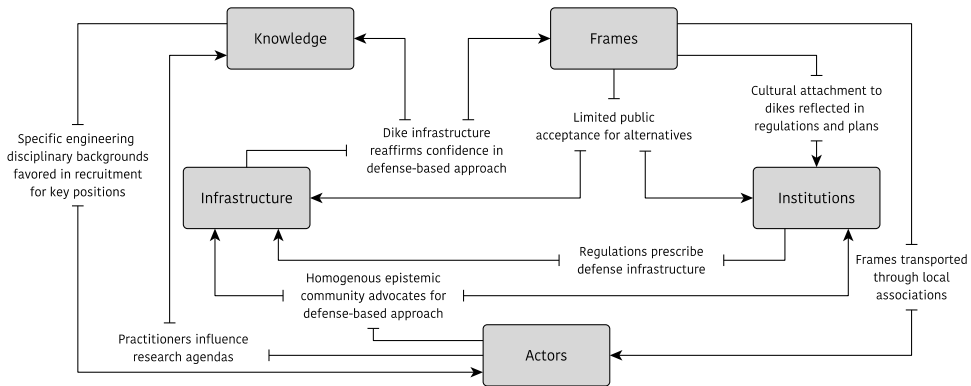 Knowledge
Frames
Cultural attachment to
dikes reflected in
regulations and plans
Limited public
acceptance for alternatives
Dike infrastructure
reaffirms confidence in
defense-based approach
Specific engineering
disciplinary backgrounds
favored in recruitment
for key positions
Infrastructure
Institutions
Regulations prescribe
defense infrastructure
Frames transported
through local
associations
Homogenous epistemic
community advocates for
defense-based approach
Practitioners influence
research agendas
Actors